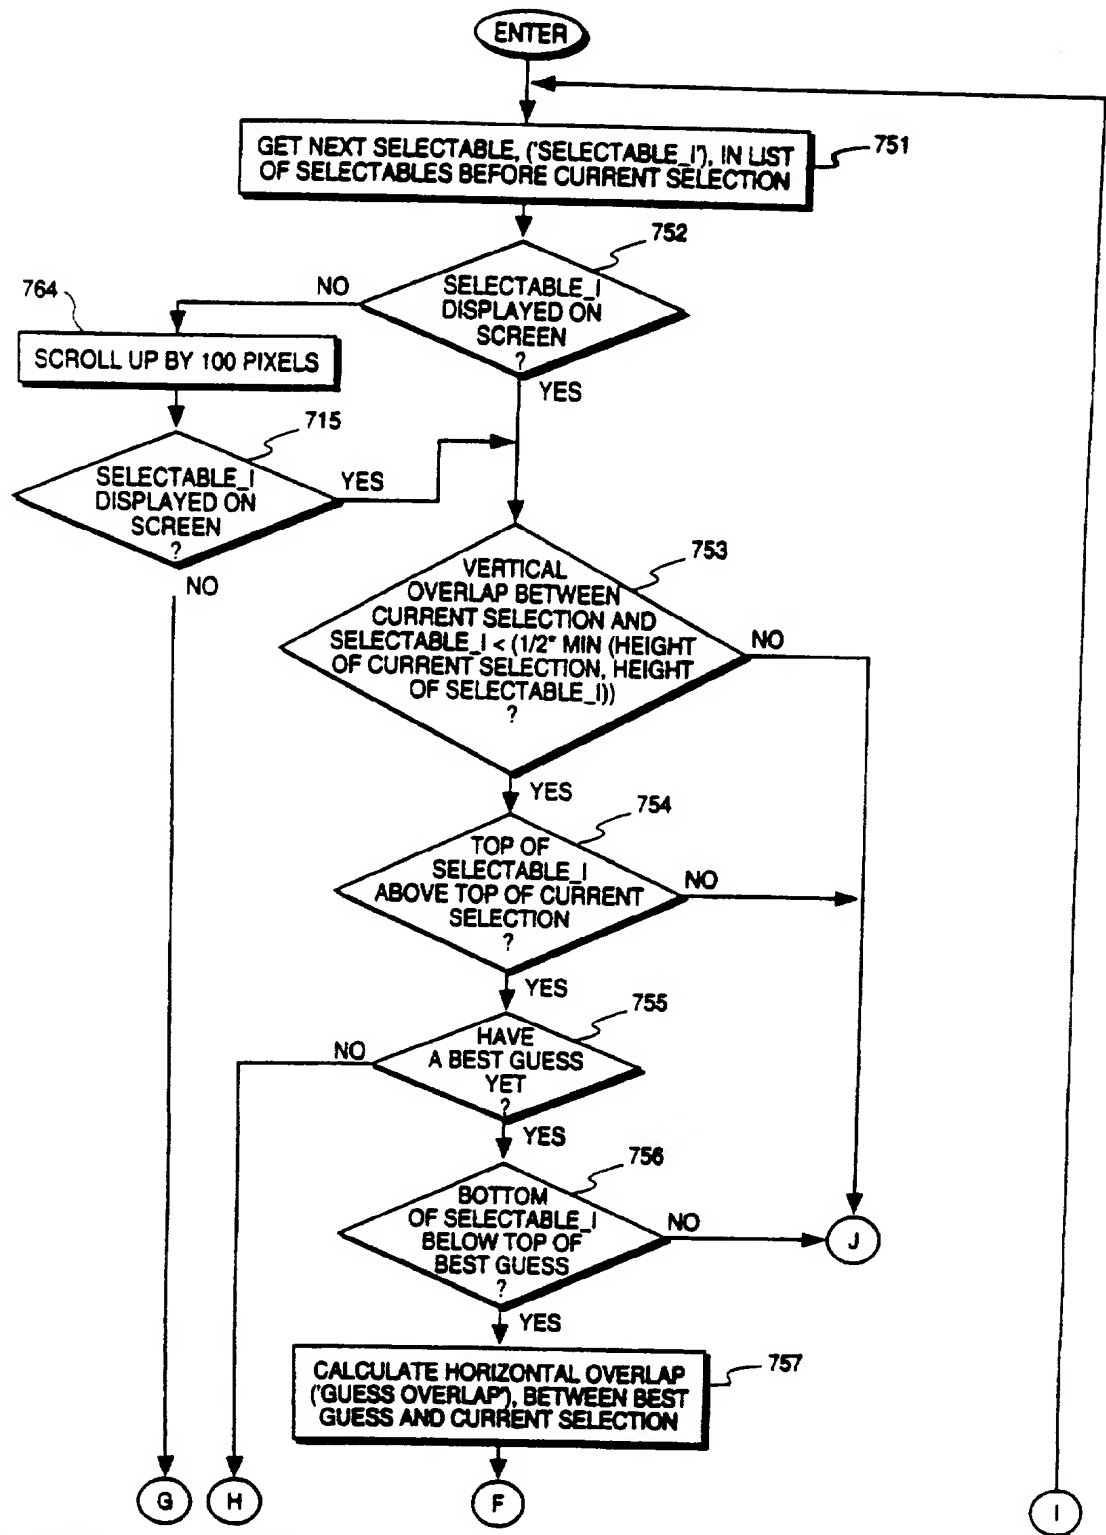 ENTER
GET NEXT SELECTABLE, ('SELECTABLE_I'), IN LIST
OF SELECTABLES BEFORE CURRENT SELECTION
751
752
SELECTABLE_I
DISPLAYED ON
SCREEN
?
NO
YES
764
SCROLL UP BY 100 PIXELS
715
SELECTABLE_I
DISPLAYED ON
SCREEN
?
YES
NO
753
VERTICAL
OVERLAP BETWEEN
CURRENT SELECTION AND
SELECTABLE_I < (1/2* MIN (HEIGHT
OF CURRENT SELECTION, HEIGHT
OF SELECTABLE_I))
?
NO
YES
754
TOP OF
SELECTABLE_I
ABOVE TOP OF CURRENT
SELECTION
?
NO
YES
755
HAVE
A BEST GUESS
YET
?
NO
YES
756
BOTTOM
OF SELECTABLE_I
BELOW TOP OF
BEST GUESS
?
NO
J
YES
757
CALCULATE HORIZONTAL OVERLAP
('GUESS OVERLAP'), BETWEEN BEST
GUESS AND CURRENT SELECTION
G
H
F
I